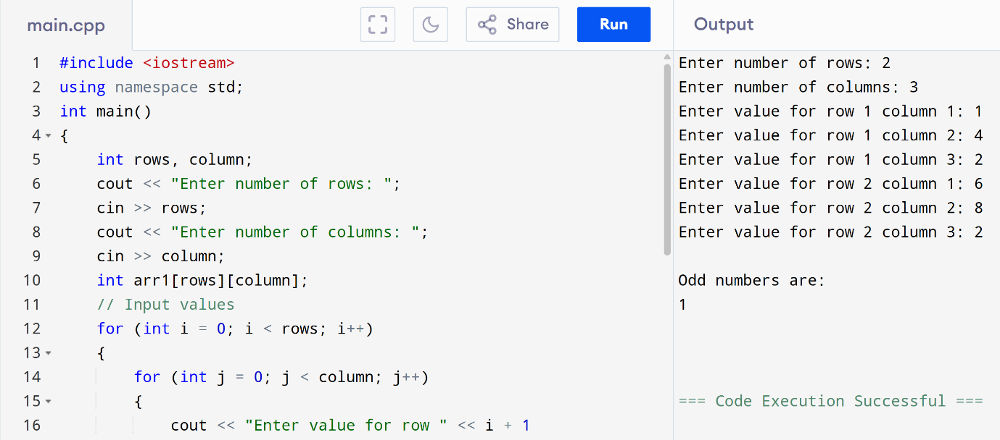 main.cpp
Share
Run
Output
1 #include <iostream>
2 using namespace std;
3 int main()
4 {
5     int rows, column;
6     cout << "Enter number of rows: ";
7     cin >> rows;
8     cout << "Enter number of columns: ";
9     cin >> column;
10     int arr1[rows][column];
11     // Input values
12     for (int i = 0; i < rows; i++)
13     {
14         for (int j = 0; j < column; j++)
15         {
16             cout << "Enter value for row " << i + 1
Enter number of rows: 2
Enter number of columns: 3
Enter value for row 1 column 1: 1
Enter value for row 1 column 2: 4
Enter value for row 1 column 3: 2
Enter value for row 2 column 1: 6
Enter value for row 2 column 2: 8
Enter value for row 2 column 3: 2
Odd numbers are:
1
=== Code Execution Successful ===